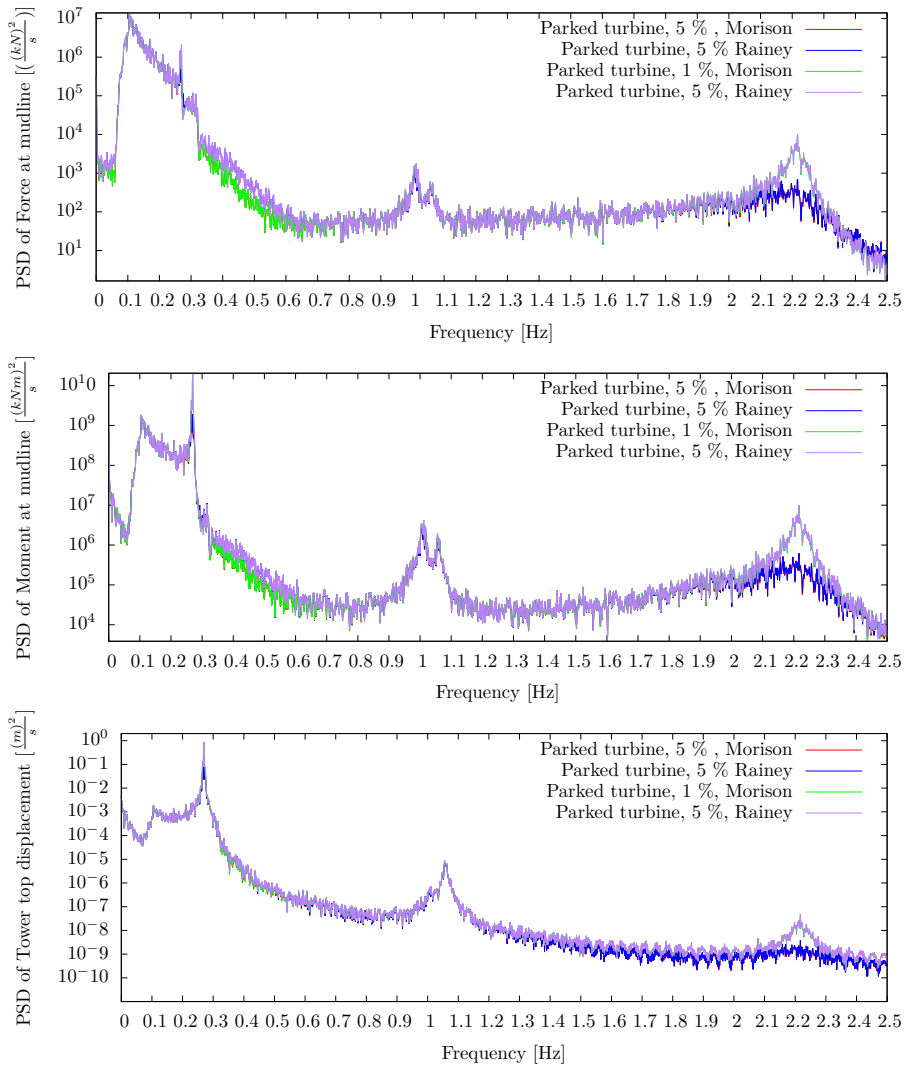 PSD of Force at mudline [(\frac{(kN)^2}{s})]
10^7
10^6
10^5
10^4
10^3
10^2
10^1
Parked turbine, 5 % , Morison
Parked turbine, 5 % Rainey
Parked turbine, 1 %, Morison
Parked turbine, 5 %, Rainey
0 0.1 0.2 0.3 0.4 0.5 0.6 0.7 0.8 0.9 1 1.1 1.2 1.3 1.4 1.5 1.6 1.7 1.8 1.9 2 2.1 2.2 2.3 2.4 2.5
Frequency [Hz]
PSD of Moment at mudline [\frac{(kNm)^2}{s}]
10^10
10^9
10^8
10^7
10^6
10^5
10^4
Parked turbine, 5 % , Morison
Parked turbine, 5 % Rainey
Parked turbine, 1 %, Morison
Parked turbine, 5 %, Rainey
0 0.1 0.2 0.3 0.4 0.5 0.6 0.7 0.8 0.9 1 1.1 1.2 1.3 1.4 1.5 1.6 1.7 1.8 1.9 2 2.1 2.2 2.3 2.4 2.5
Frequency [Hz]
PSD of Tower top displacement [\frac{(m)^2}{s}]
10^0
10^−1
10^−2
10^−3
10^−4
10^−5
10^−6
10^−7
10^−8
10^−9
10^−10
Parked turbine, 5 % , Morison
Parked turbine, 5 % Rainey
Parked turbine, 1 %, Morison
Parked turbine, 5 %, Rainey
0 0.1 0.2 0.3 0.4 0.5 0.6 0.7 0.8 0.9 1 1.1 1.2 1.3 1.4 1.5 1.6 1.7 1.8 1.9 2 2.1 2.2 2.3 2.4 2.5
Frequency [Hz]